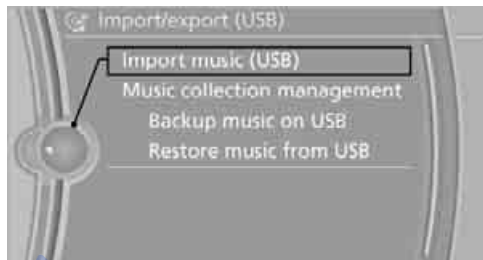 Import/export (USB)
Import music (USB)
Music collection management
Backup music on USB
Restore music from USB